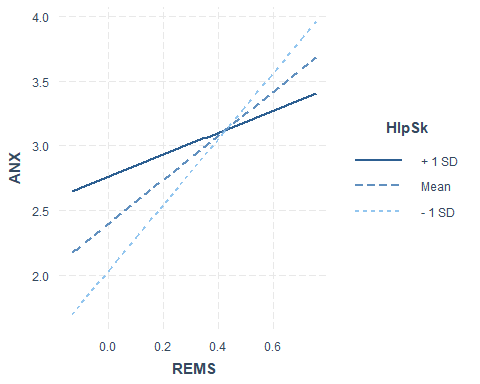 4.0
3.5
3.0
2.5
2.0
ANX
0.0 0.2 0.4 0.6
REMS
HlpSk
+ 1 SD
Mean
- 1 SD